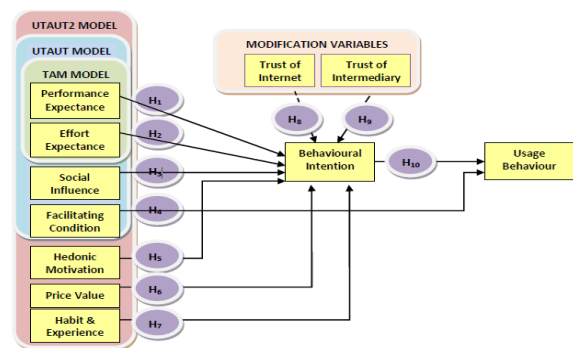 UTAUT2 MODEL
UTAUT MODEL
TAM MODEL
Performance
Expectance
Effort
Expectance
Social
Influence
Facilitating
Condition
Hedonic
Motivation
Price Value
Habit &
Experience
H1
H2
H3
H4
H5
H6
H7
MODIFICATION VARIABLES
Trust of
Internet
Trust of
Intermediary
H8
H9
Behavioural
Intention
H10
Usage
Behaviour